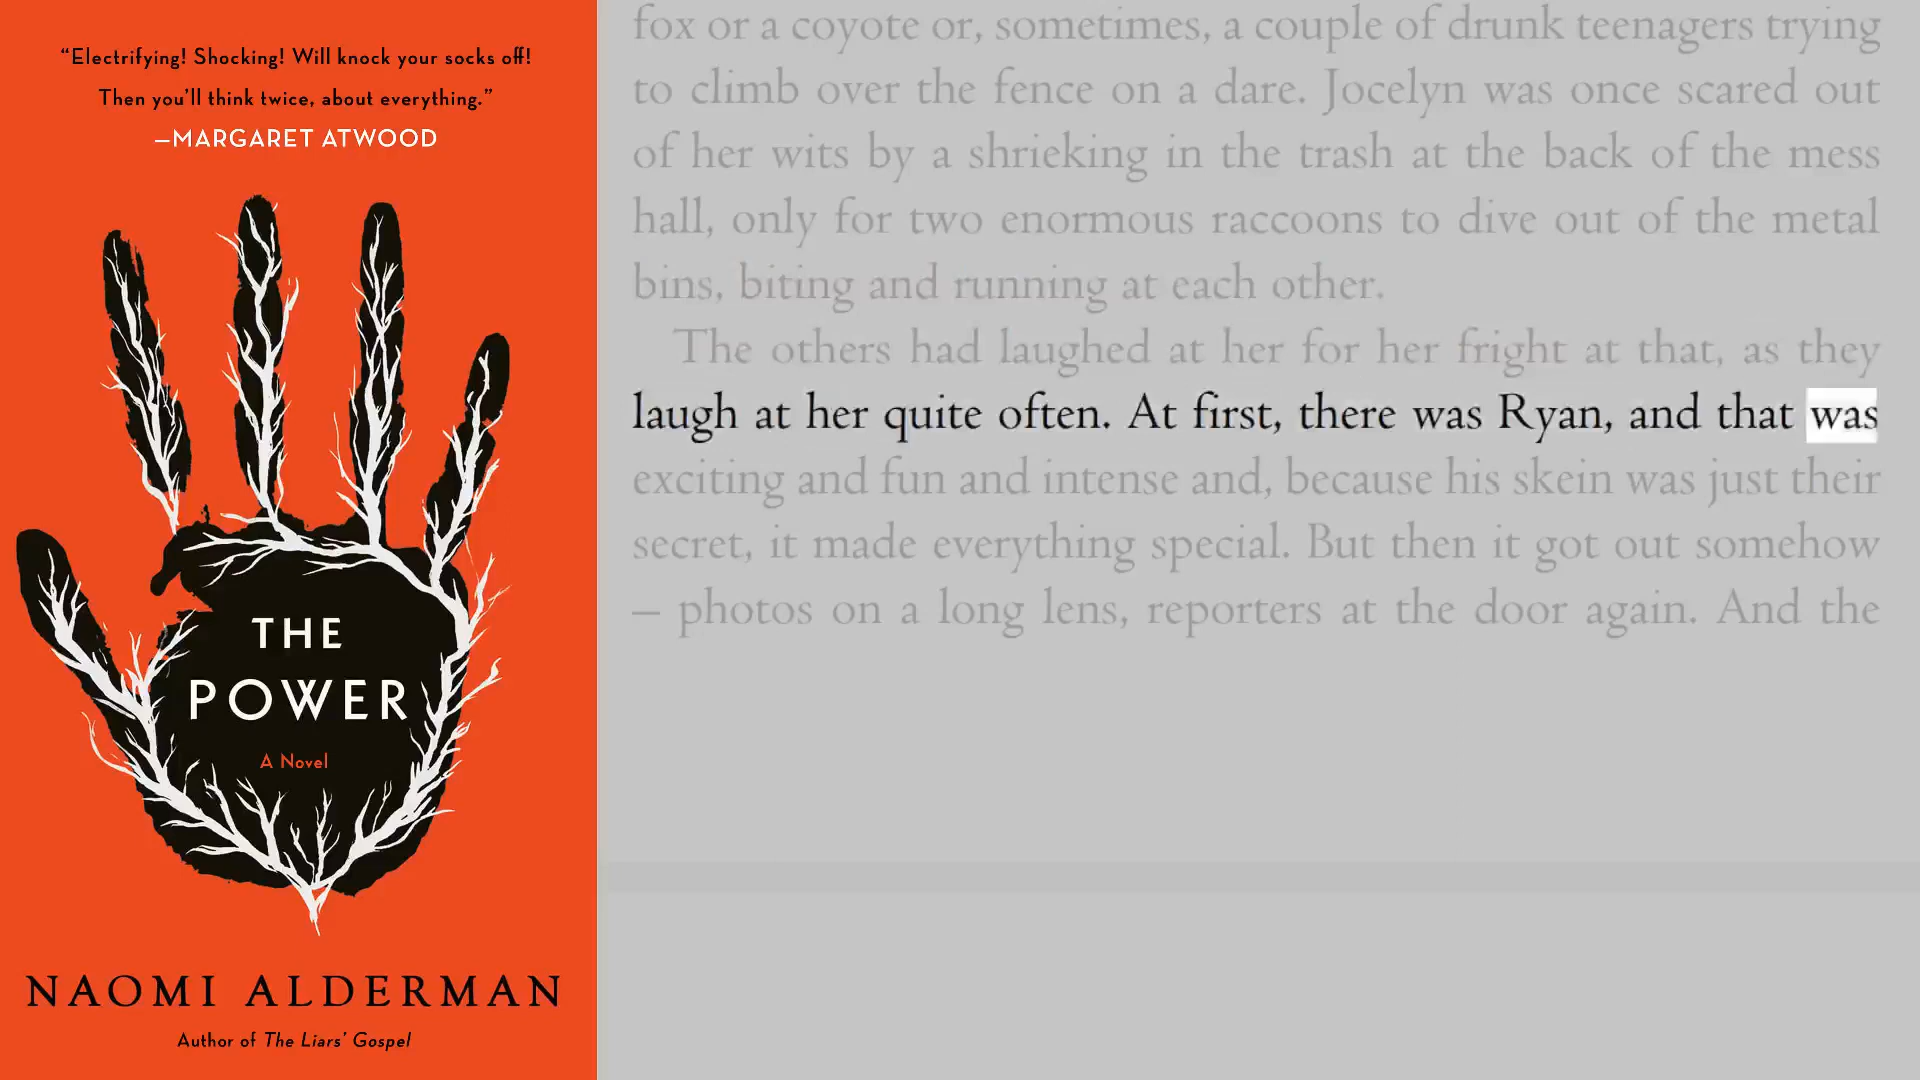 “Electrifying! Shocking! Will knock your socks off!
Then you’ll think twice, about everything.”
—MARGARET ATWOOD
THE
POWER
A Novel
NAOMI ALDERMAN
Author of The Liars’ Gospel
fox or a coyote or, sometimes, a couple of drunk teenagers trying
to climb over the fence on a dare. Jocelyn was once scared out
of her wits by a shrieking in the trash at the back of the mess
hall, only for two enormous raccoons to dive out of the metal
bins, biting and running at each other.
The others had laughed at her for her fright at that, as they
laugh at her quite often. At first, there was Ryan, and that was
exciting and fun and intense and, because his skein was just their
secret, it made everything special. But then it got out somehow
– photos on a long lens, reporters at the door again. And the